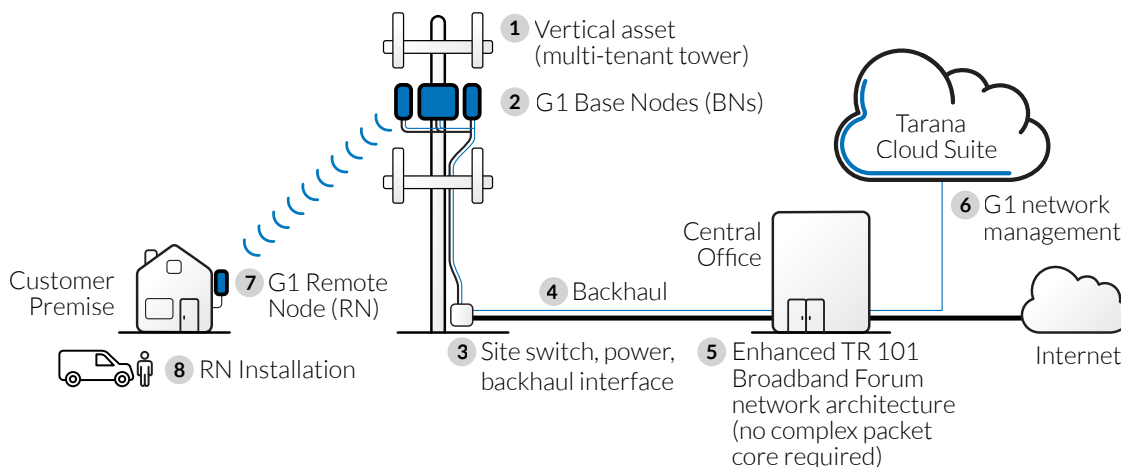 1 Vertical asset
(multi-tenant tower)
2 G1 Base Nodes (BNs)
Tarana
Cloud Suite
6 G1 network
management
Central
Office
Customer
Premise
7 G1 Remote
Node (RN)
4 Backhaul
3 Site switch, power,
backhaul interface
5 Enhanced TR 101
Broadband Forum
network architecture
(no complex packet
core required)
Internet
8 RN Installation